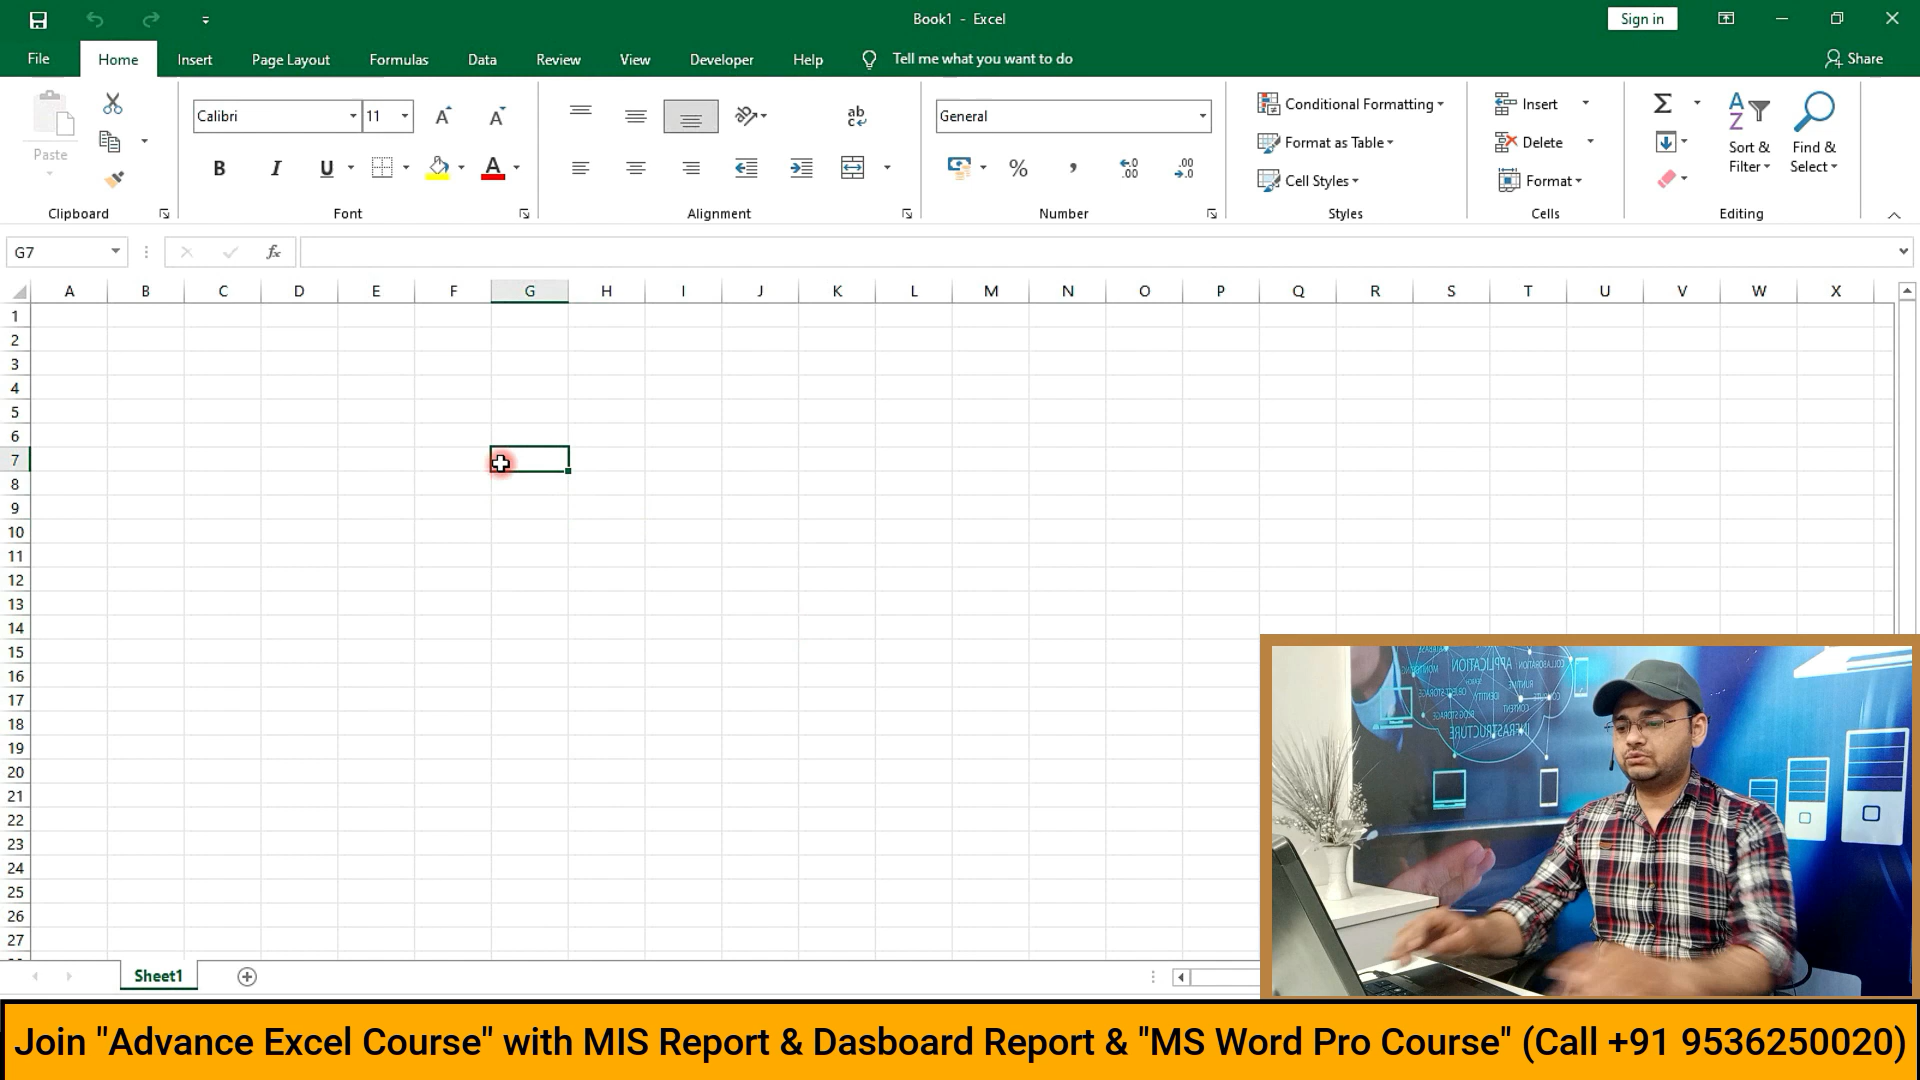 Book1 - Excel
Sign in
File
Home
Insert
Page Layout
Formulas
Data
Review
View
Developer
Help
Tell me what you want to do
Share
Paste
Calibri
11
General
Conditional Formatting
Format as Table
Cell Styles
Insert
Delete
Format
Sort &
Filter
Find &
Select
Clipboard
Font
Alignment
Number
Styles
Cells
Editing
G7
A B C D E F G H I J K L M N O P Q R S T U V W X
1
2
3
4
5
6
7
8
9
10
11
12
13
14
15
16
17
18
19
20
21
22
23
24
25
26
27
APPLICATION
INFRASTRUCTURE
Sheet1
Join "Advance Excel Course" with MIS Report & Dasboard Report & "MS Word Pro Course" (Call +91 9536250020)